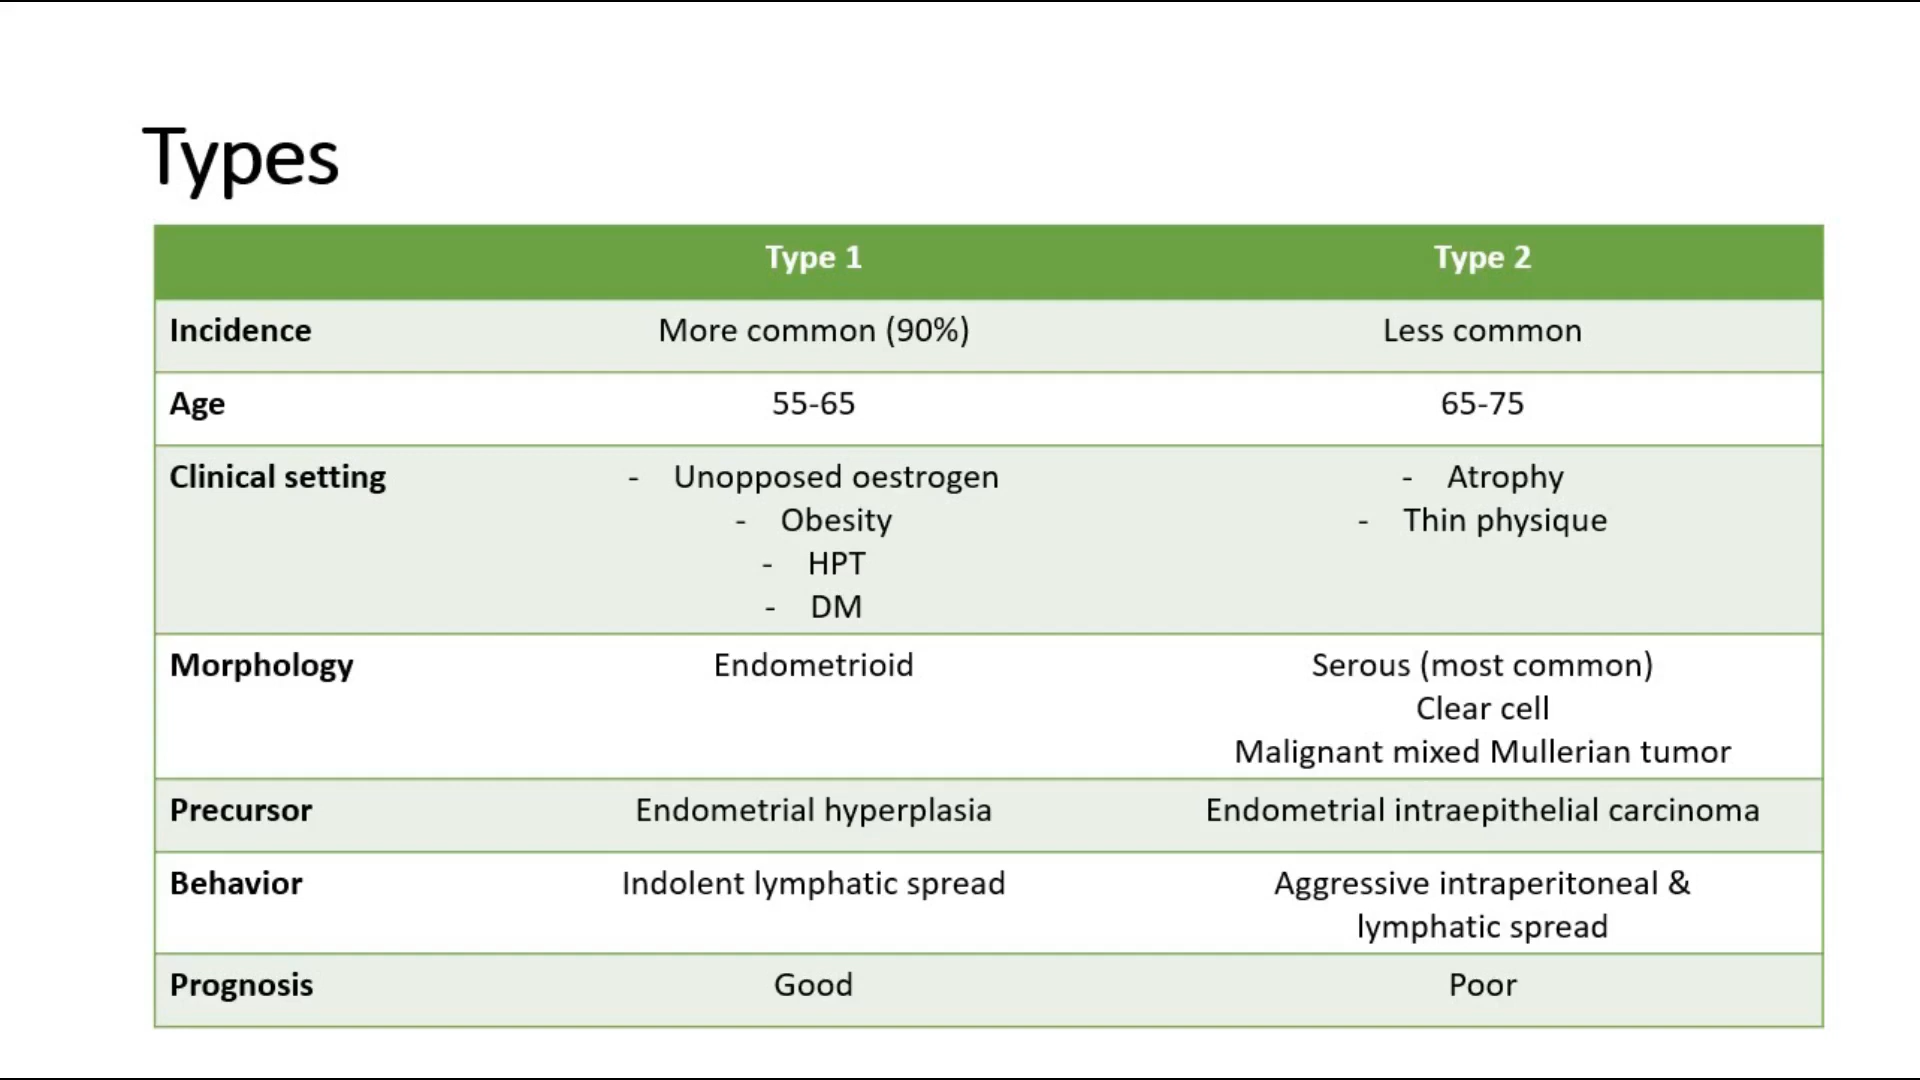 Types
Type 1 Type 2
Incidence More common (90%) Less common
Age 55-65 65-75
Clinical setting - Unopposed oestrogen - Atrophy
- Obesity - Thin physique
- HPT
- DM
Morphology Endometrioid Serous (most common)
Clear cell
Malignant mixed Mullerian tumor
Precursor Endometrial hyperplasia Endometrial intraepithelial carcinoma
Behavior Indolent lymphatic spread Aggressive intraperitoneal &
lymphatic spread
Prognosis Good Poor